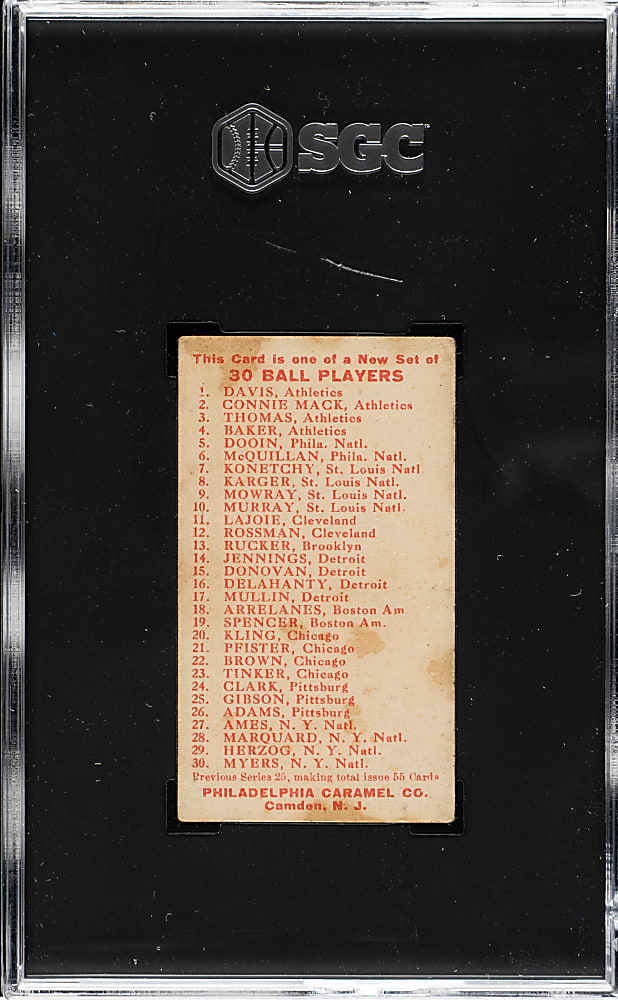 SGC
This Card is one of a New Set of
30 BALL PLAYERS
1. DAVIS, Athletics
2. CONNIE MACK, Athletics
3. THOMAS, Athletics
4. BAKER, Athletics
5. DOOIN, Phila. Natl.
6. McQUILLAN, Phila. Natl.
7. KONETCHY, St. Louis Natl
8. KARGER, St. Louis Natl.
9. MOWRAY, St. Louis Natl.
10. MURRAY, St. Louis Natl.
11. LAJOIE, Cleveland
12. ROSSMAN, Cleveland
13. RUCKER, Brooklyn
14. JENNINGS, Detroit
15. DONOVAN, Detroit
16. DELAHANTY, Detroit
17. MULLIN, Detroit
18. ARRELANES, Boston Am
19. SPENCER, Boston Am.
20. KLING, Chicago
21. PFISTER, Chicago
22. BROWN, Chicago
23. TINKER, Chicago
24. CLARK, Pittsburg
25. GIBSON, Pittsburg
26. ADAMS, Pittsburg
27. AMES, N. Y. Natl.
28. MARQUARD, N. Y. Natl.
29. HERZOG, N. Y. Natl.
30. MYERS, N. Y. Natl.
Previous Series 25, making total issue 55 Cards
PHILADELPHIA CARAMEL CO.
Camden, N. J.